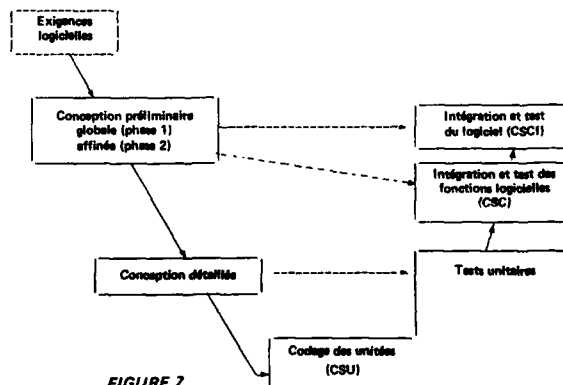 Exigences
logicielles
Conception préliminaire
globale (phase 1)
affinée (phase 2)
Intégration et test
du logiciel (CSCI)
Intégration et test des
fonctions logicielles
(CSC)
Conception détaillée
Tests unitaires
Codage des unitées
(CSU)
FIGURE 7